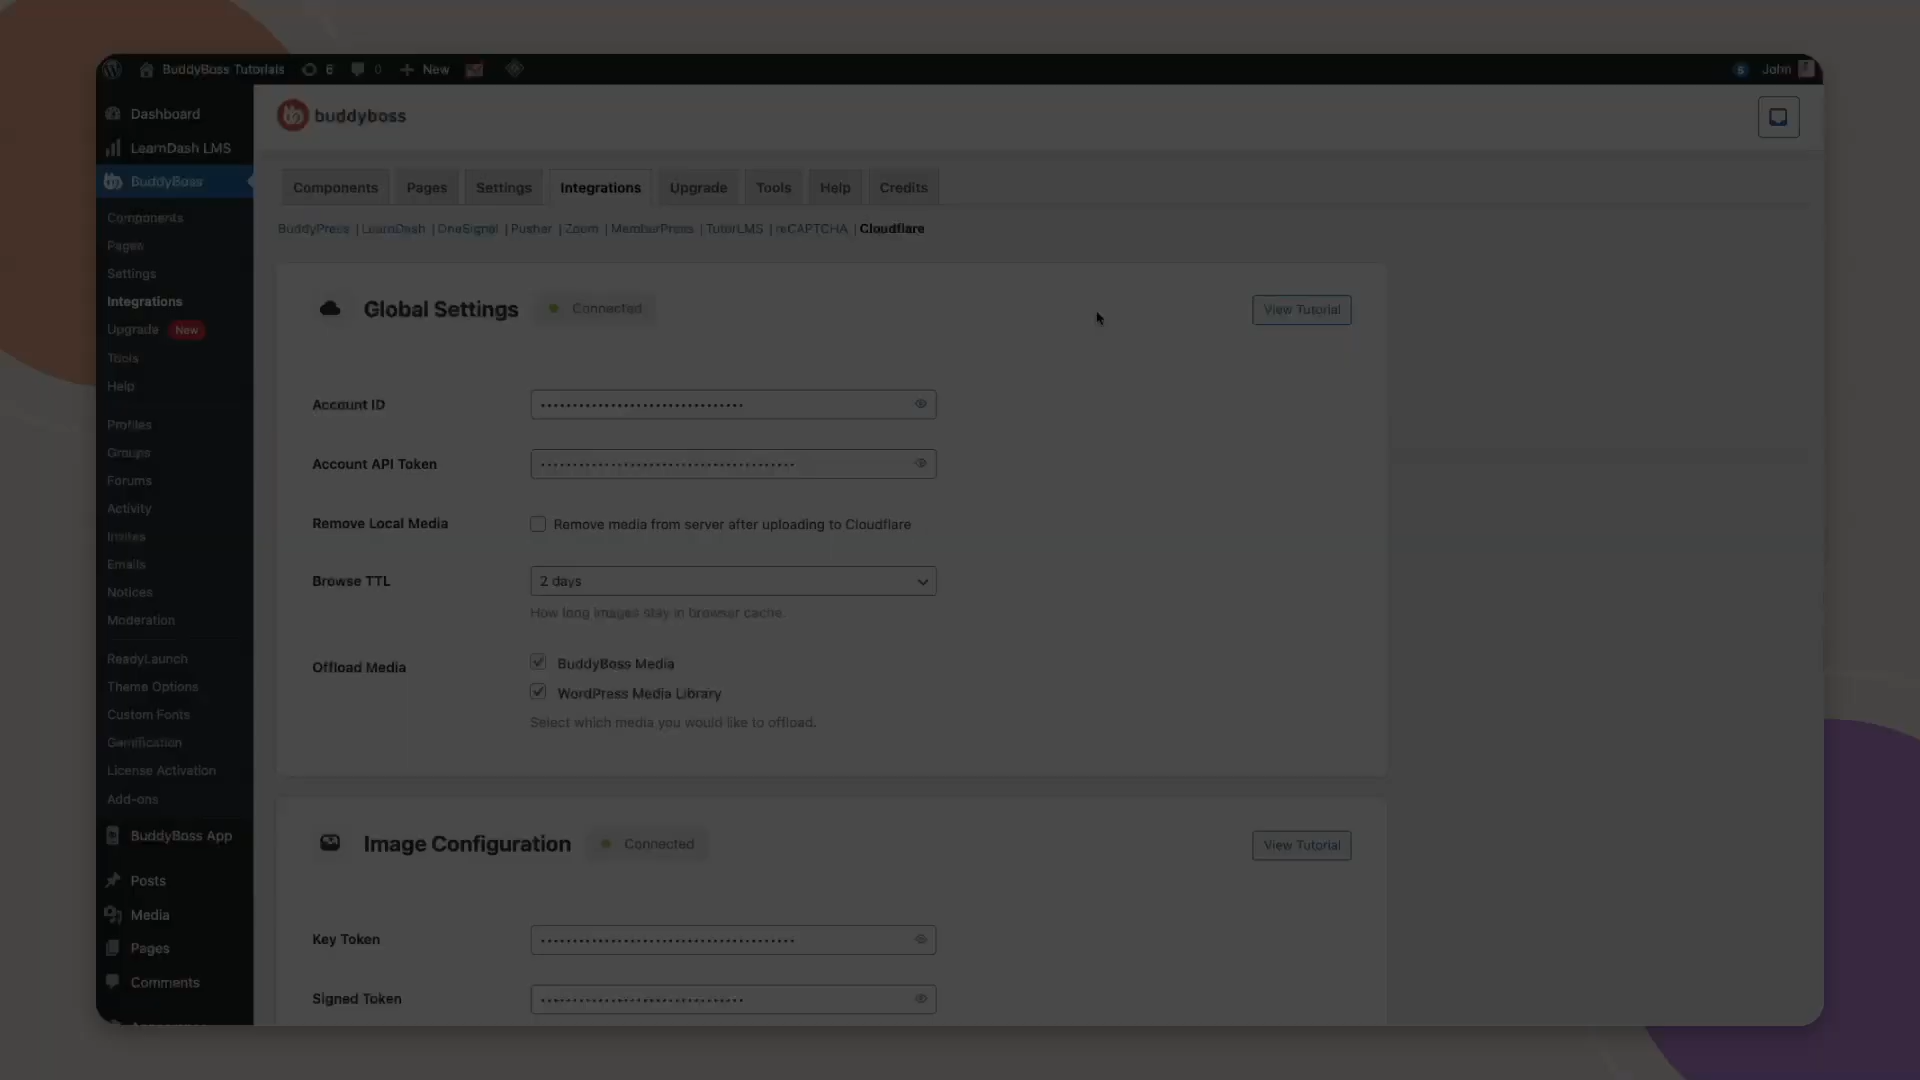 BuddyBoss Tutorials 6 0 New S John
Dashboard
LearnDash LMS
BuddyBoss
Components
Pages
Settings
Integrations
Upgrade New
Tools
Help
Profiles
Groups
Forums
Activity
Invites
Emails
Notices
Moderation
ReadyLaunch
Theme Options
Custom Fonts
Gamification
License Activation
Add-ons
BuddyBoss App
Posts
Media
Pages
Comments
buddyboss
Components Pages Settings Integrations Upgrade Tools Help Credits
BuddyPress | LearnDash | OneSignal | Pusher | Zoom | MemberPress | TutorLMS | reCAPTCHA | Cloudflare
Global Settings Connected View Tutorial
Account ID
Account API Token
Remove Local Media Remove media from server after uploading to Cloudflare
Browse TTL 2 days
How long images stay in browser cache.
Offload Media BuddyBoss Media
WordPress Media Library
Select which media you would like to offload.
Image Configuration Connected View Tutorial
Key Token
Signed Token